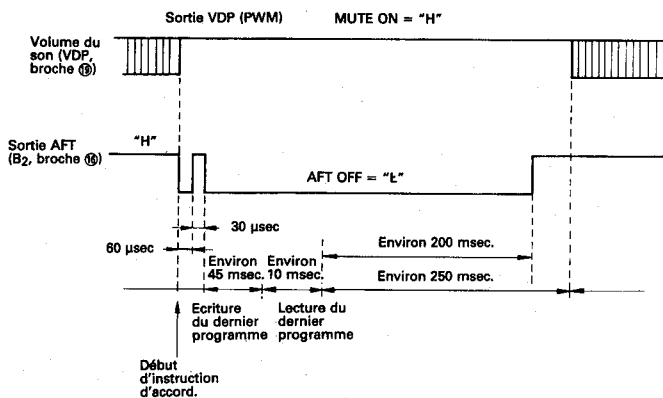 Sortie VDP (PWM) MUTE ON = “H”
Volume du
son (VDP,
broche ⑲)
Sortie AFT
(B2, broche ⑯)
“H”
AFT OFF = “L”
30 µsec
60 µsec
Environ
45 msec.
Environ
10 msec.
Environ 200 msec.
Environ 250 msec.
Ecriture
du dernier
programme
Lecture du
dernier
programme
Début
d'instruction
d'accord.